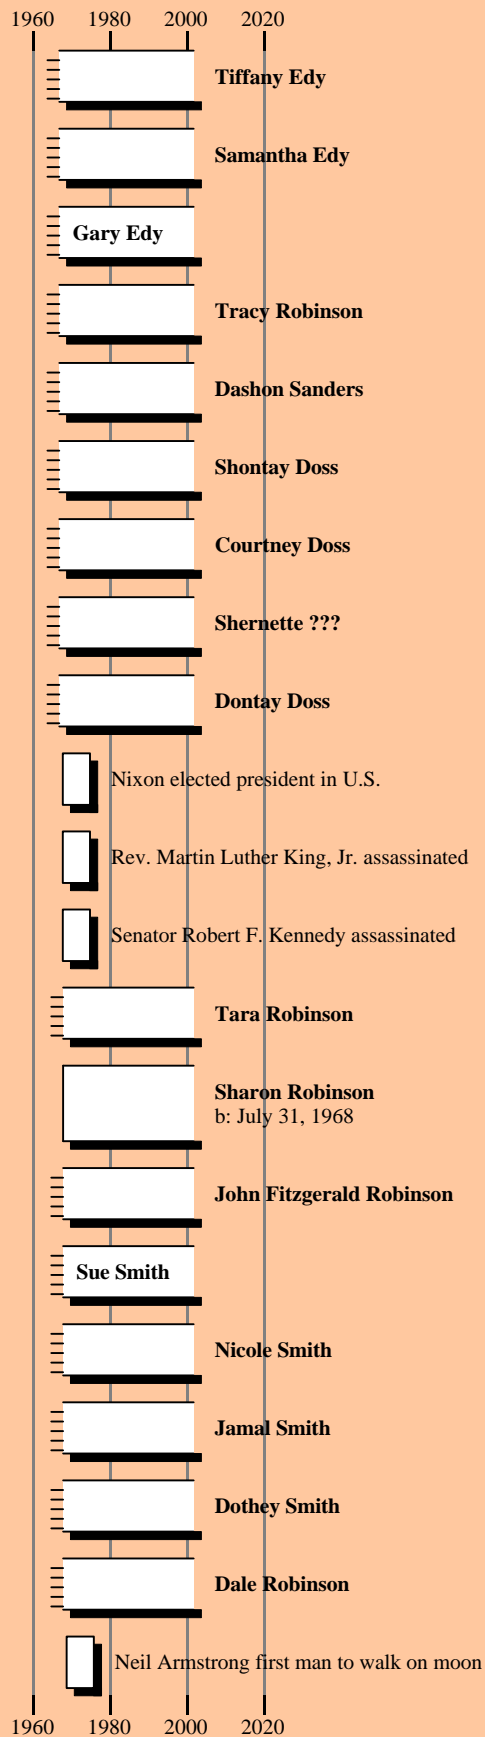 1960 1980 2000 2020
Tiffany Edy
Samantha Edy
Gary Edy
Tracy Robinson
Dashon Sanders
Shontay Doss
Courtney Doss
Shernette ???
Dontay Doss
Nixon elected president in U.S.
Rev. Martin Luther King, Jr. assassinated
Senator Robert F. Kennedy assassinated
Tara Robinson
Sharon Robinson
b: July 31, 1968
John Fitzgerald Robinson
Sue Smith
Nicole Smith
Jamal Smith
Dothey Smith
Dale Robinson
Neil Armstrong first man to walk on moon
1960 1980 2000 2020